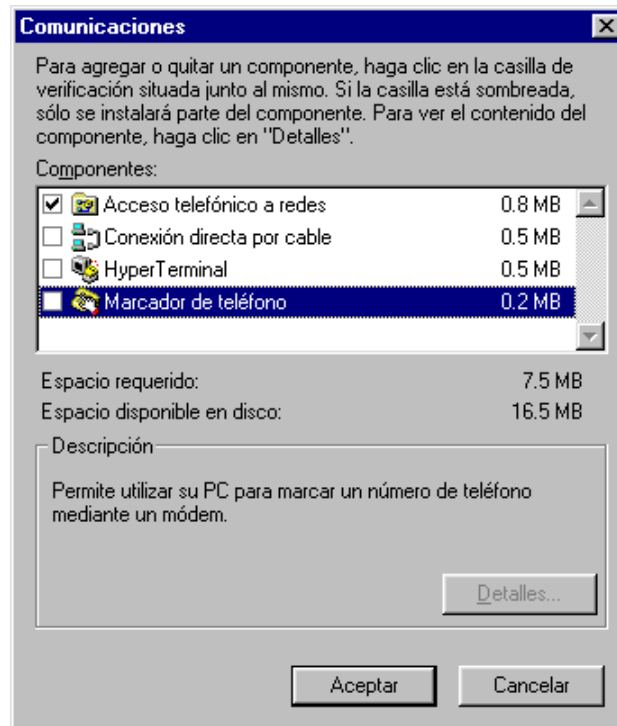 Comunicaciones
Para agregar o quitar un componente, haga clic en la casilla de
verificación situada junto al mismo. Si la casilla está sombreada,
sólo se instalará parte del componente. Para ver el contenido del
componente, haga clic en "Detalles".
Componentes:
Acceso telefónico a redes 0.8 MB
Conexión directa por cable 0.5 MB
HyperTerminal 0.5 MB
Marcador de teléfono 0.2 MB
Espacio requerido: 7.5 MB
Espacio disponible en disco: 16.5 MB
Descripción
Permite utilizar su PC para marcar un número de teléfono
mediante un módem.
Detalles...
Aceptar Cancelar